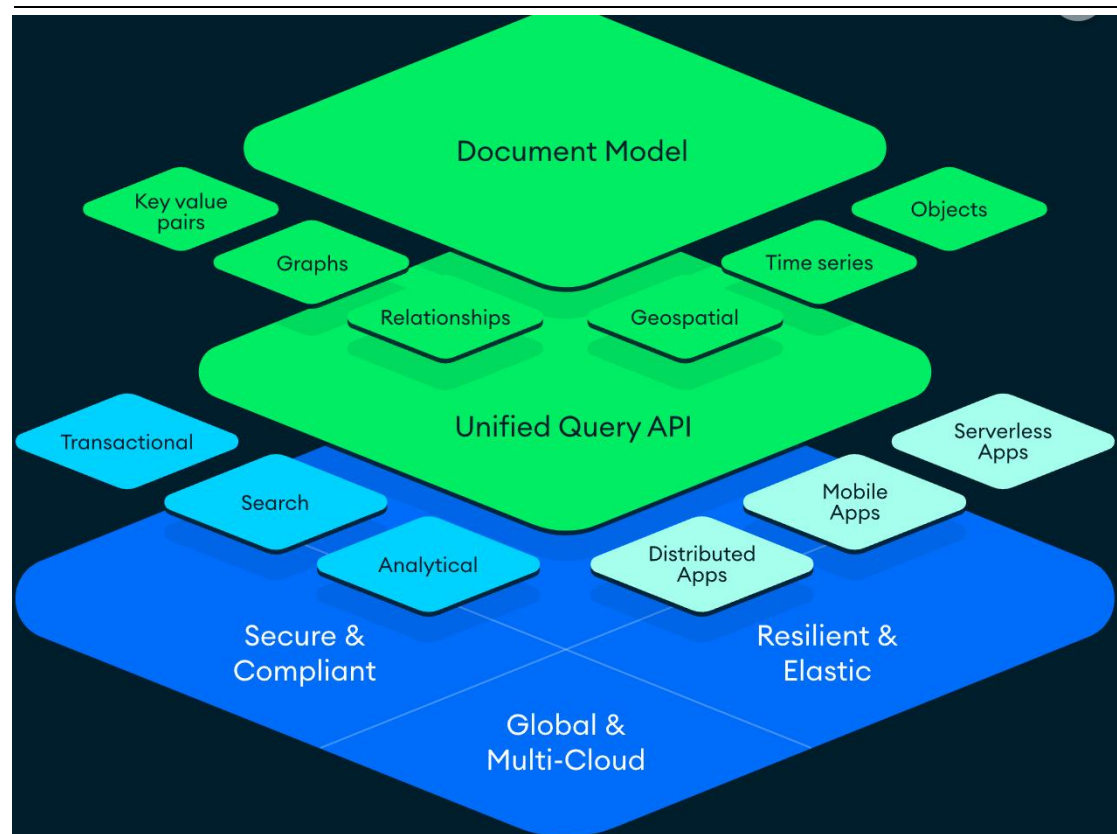 Document Model
Key value
pairs
Objects
Graphs
Time series
Relationships
Geospatial
Unified Query API
Transactional
Serverless
Apps
Search
Mobile
Apps
Analytical
Distributed
Apps
Secure &
Compliant
Resilient &
Elastic
Global &
Multi-Cloud